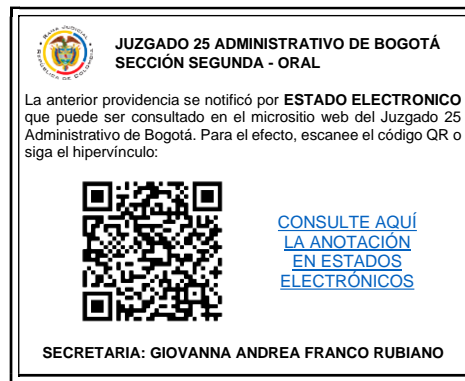 JUZGADO 25 ADMINISTRATIVO DE BOGOTÁ
SECCIÓN SEGUNDA - ORAL
La anterior providencia se notificó por ESTADO ELECTRONICO
que puede ser consultado en el micrositio web del Juzgado 25
Administrativo de Bogotá. Para el efecto, escanee el código QR o
siga el hipervínculo:
CONSULTE AQUÍ
LA ANOTACIÓN
EN ESTADOS
ELECTRÓNICOS
SECRETARIA: GIOVANNA ANDREA FRANCO RUBIANO